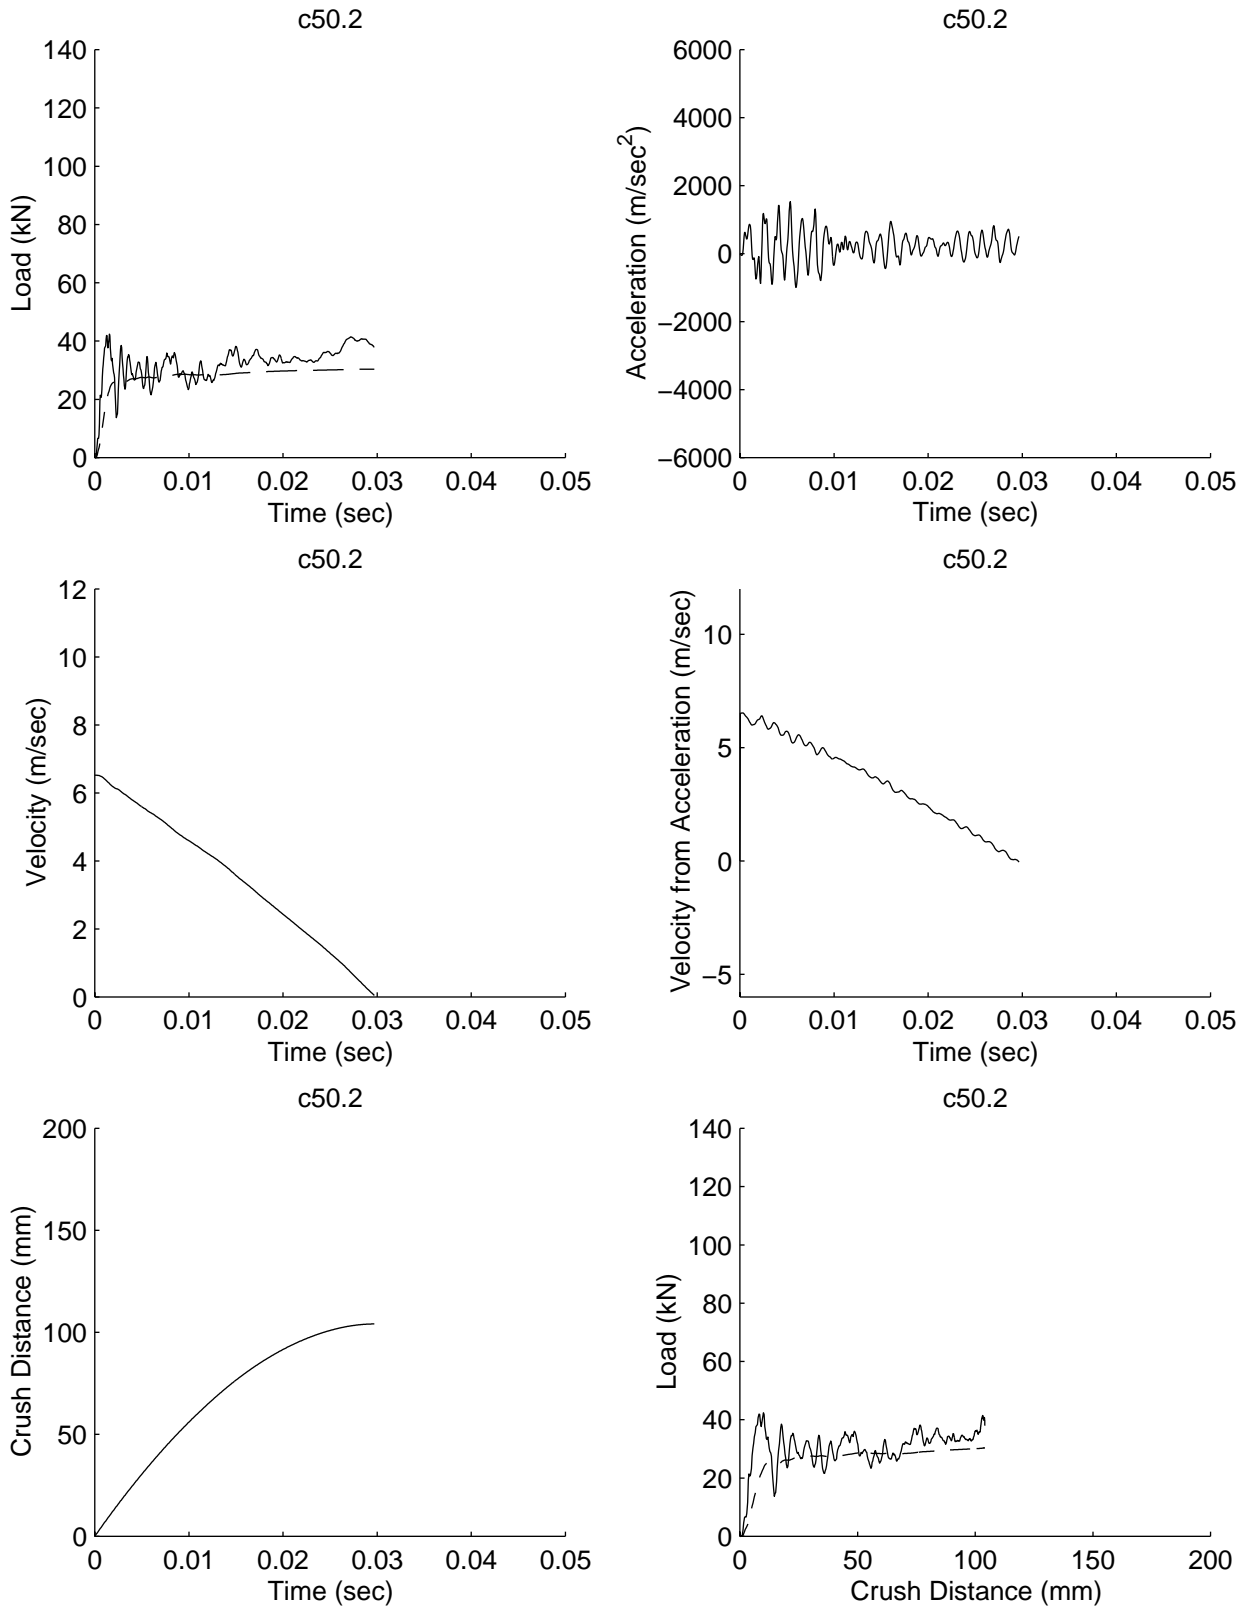 c50.2
140
120
100
80
60
40
20
0
Load (kN)
0 0.01 0.02 0.03 0.04 0.05
Time (sec)
c50.2
6000
4000
2000
0
−2000
−4000
−6000
Acceleration (m/sec2)
0 0.01 0.02 0.03 0.04 0.05
Time (sec)
c50.2
12
10
8
6
4
2
0
Velocity (m/sec)
0 0.01 0.02 0.03 0.04 0.05
Time (sec)
c50.2
10
5
0
−5
Velocity from Acceleration (m/sec)
0 0.01 0.02 0.03 0.04 0.05
Time (sec)
c50.2
200
150
100
50
0
Crush Distance (mm)
0 0.01 0.02 0.03 0.04 0.05
Time (sec)
c50.2
140
120
100
80
60
40
20
0
Load (kN)
0 50 100 150 200
Crush Distance (mm)